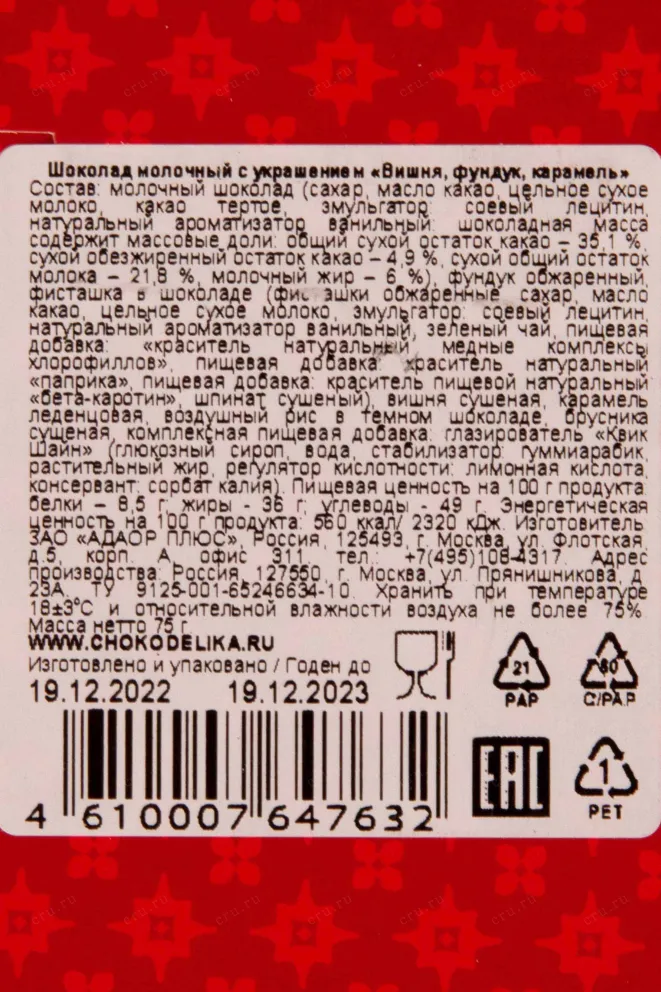 Шоколад молочный с украшением «Вишня, фундук, карамель»
Состав: молочный шоколад (сахар, масло какао, цельное сухое
молоко, какао тертое, эмульгатор: соевый лецитин,
натуральный ароматизатор ванильный: шоколадная масса
содержит массовые доли: общий сухой остаток какао – 35,1 %,
сухой обезжиренный остаток какао – 4,9 %, сухой общий остаток
молока – 21,8 %, молочный жир – 6 %), фундук обжаренный,
фисташка в шоколаде (фисташки обжаренные, сахар, масло
какао, цельное сухое молоко, эмульгатор: соевый лецитин,
натуральный ароматизатор ванильный, зеленый чай, пищевая
добавка: «краситель натуральный медные комплексы
хлорофиллов», пищевая добавка краситель натуральный
«паприка», пищевая добавка: краситель пищевой натуральный
«бета-каротин», шпинат сушеный), вишня сушеная, карамель
леденцовая, воздушный рис в темном шоколаде, брусника
сушеная, комплексная пищевая добавка: глазирователь «Квик
Шайн» (глюкозный сироп, вода, стабилизатор: гуммиарабик,
растительный жир, регулятор кислотности: лимонная кислота,
консервант: сорбат калия). Пищевая ценность на 100 г продукта:
белки – 8,5 г; жиры - 36 г; углеводы - 49 г. Энергетическая
ценность на 100 г продукта: 560 ккал/ 2320 кДж. Изготовитель:
ЗАО «АДАОР ПЛЮС», Россия, 125493, г. Москва, ул. Флотская,
д.5, корп. А, офис 311, тел.: +7(495)108-4317. Адрес
производства: Россия, 127550, г. Москва, ул. Прянишникова, д.
23А. ТУ 9125-001-65246634-10. Хранить при температуре
18±3°С и относительной влажности воздуха не более 75%.
Масса нетто 75 г.
WWW.CHOKODELIKA.RU
Изготовлено и упаковано / Годен до
19.12.2022 19.12.2023
21
PAP
80
C/PAP
EAC
1
PET
4 610007 647632
cru.ru